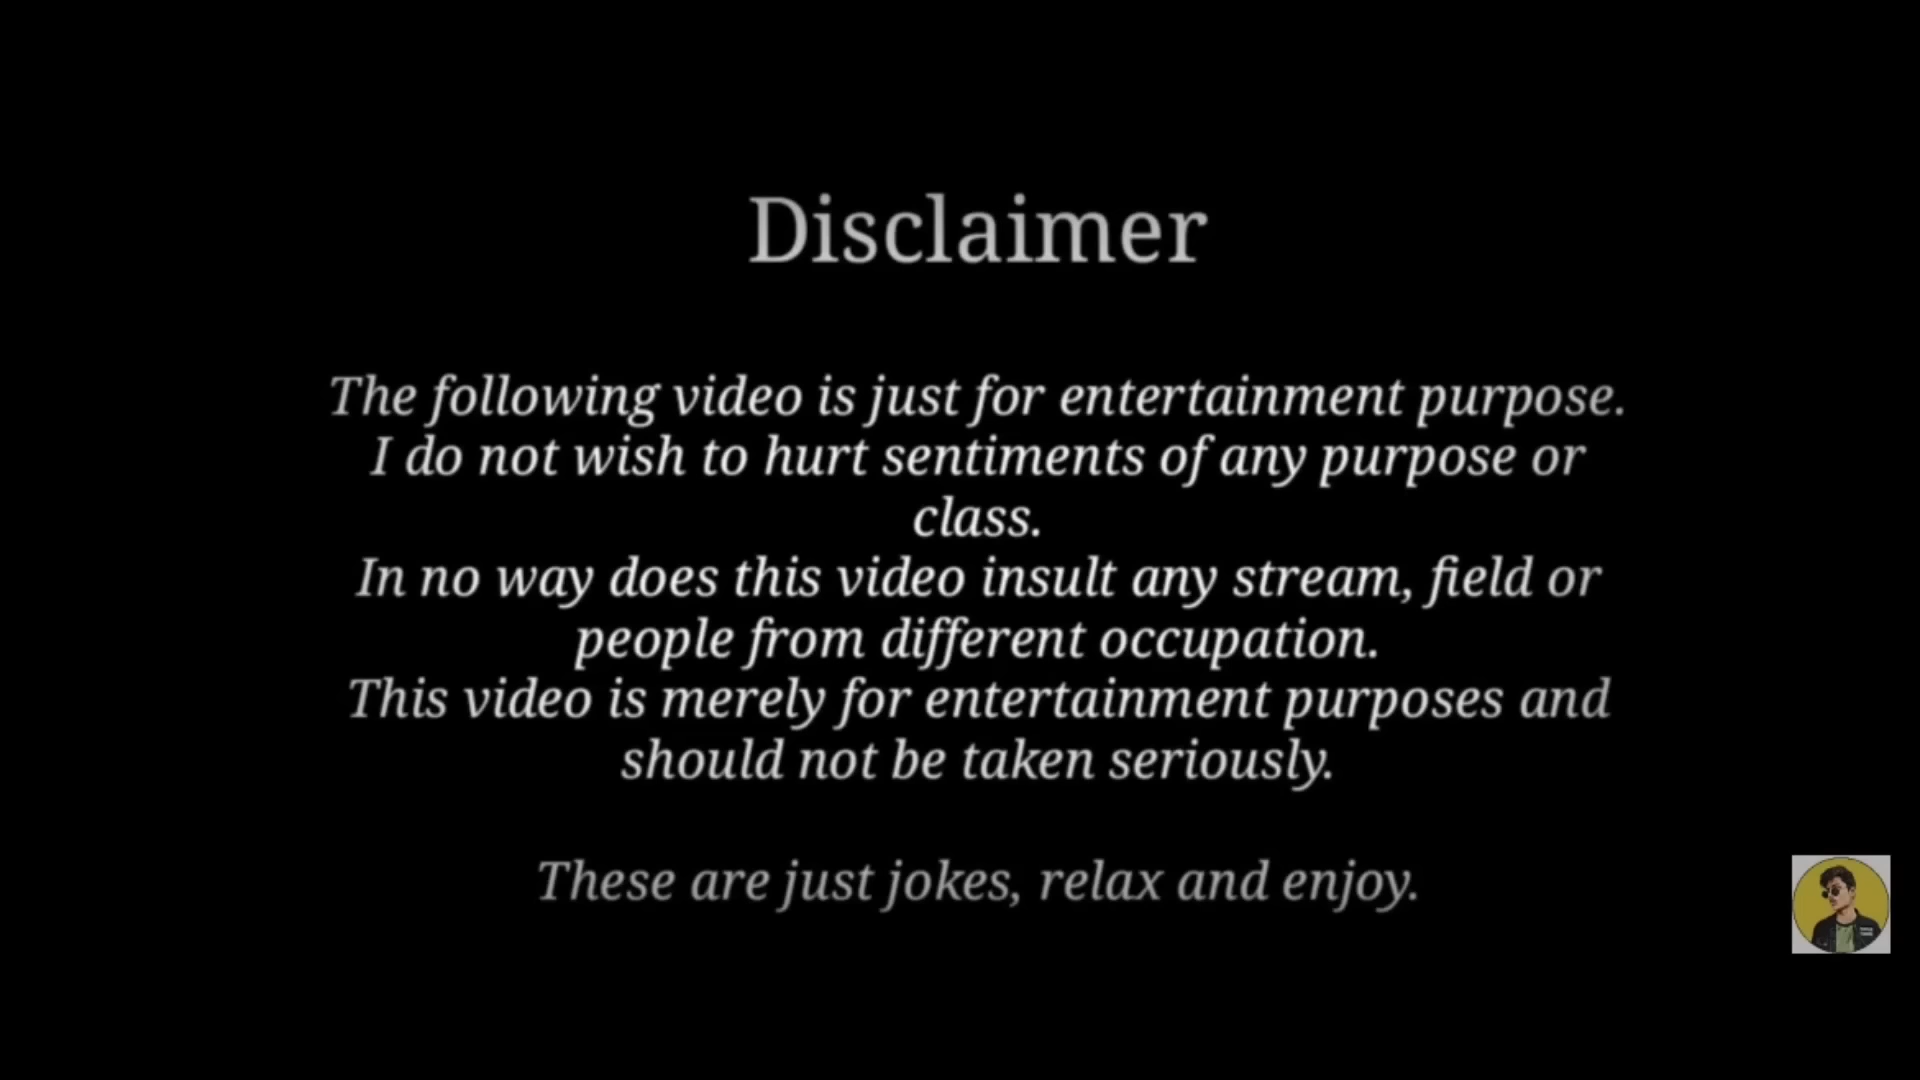 Disclaimer
The following video is just for entertainment purpose.
I do not wish to hurt sentiments of any purpose or
class.
In no way does this video insult any stream, field or
people from different occupation.
This video is merely for entertainment purposes and
should not be taken seriously.
These are just jokes, relax and enjoy.